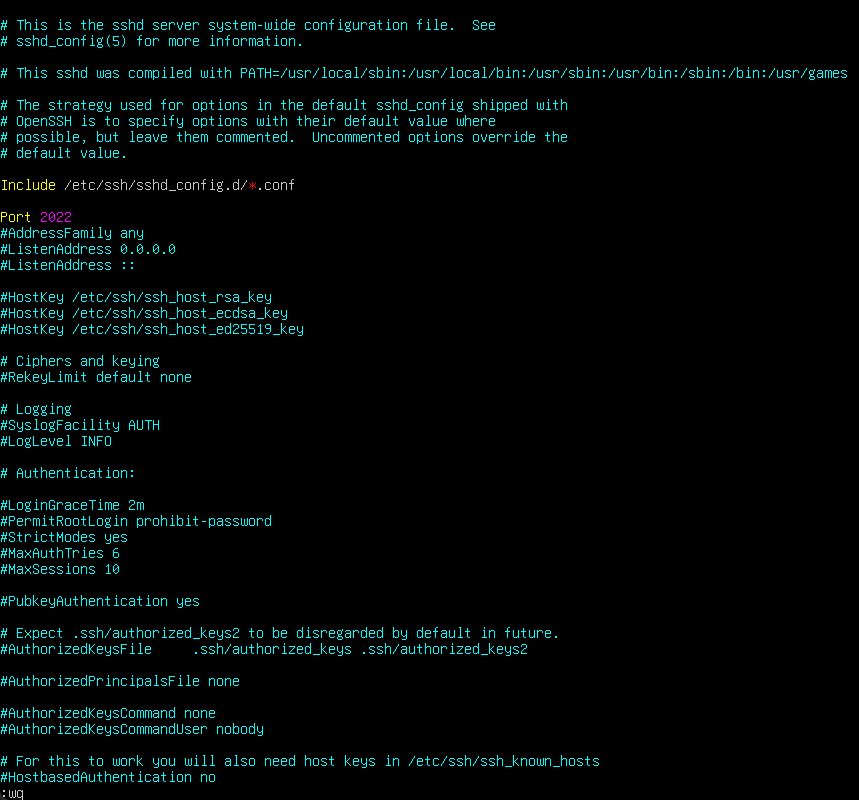 # This is the sshd server system-wide configuration file.  See
# sshd_config(5) for more information.

# This sshd was compiled with PATH=/usr/local/sbin:/usr/local/bin:/usr/sbin:/usr/bin:/sbin:/bin:/usr/games

# The strategy used for options in the default sshd_config shipped with
# OpenSSH is to specify options with their default value where
# possible, but leave them commented.  Uncommented options override the
# default value.

Include /etc/ssh/sshd_config.d/*.conf

Port 2022
#AddressFamily any
#ListenAddress 0.0.0.0
#ListenAddress ::

#HostKey /etc/ssh/ssh_host_rsa_key
#HostKey /etc/ssh/ssh_host_ecdsa_key
#HostKey /etc/ssh/ssh_host_ed25519_key

# Ciphers and keying
#RekeyLimit default none

# Logging
#SyslogFacility AUTH
#LogLevel INFO

# Authentication:

#LoginGraceTime 2m
#PermitRootLogin prohibit-password
#StrictModes yes
#MaxAuthTries 6
#MaxSessions 10

#PubkeyAuthentication yes

# Expect .ssh/authorized_keys2 to be disregarded by default in future.
#AuthorizedKeysFile     .ssh/authorized_keys .ssh/authorized_keys2

#AuthorizedPrincipalsFile none

#AuthorizedKeysCommand none
#AuthorizedKeysCommandUser nobody

# For this to work you will also need host keys in /etc/ssh/ssh_known_hosts
#HostbasedAuthentication no
:wq